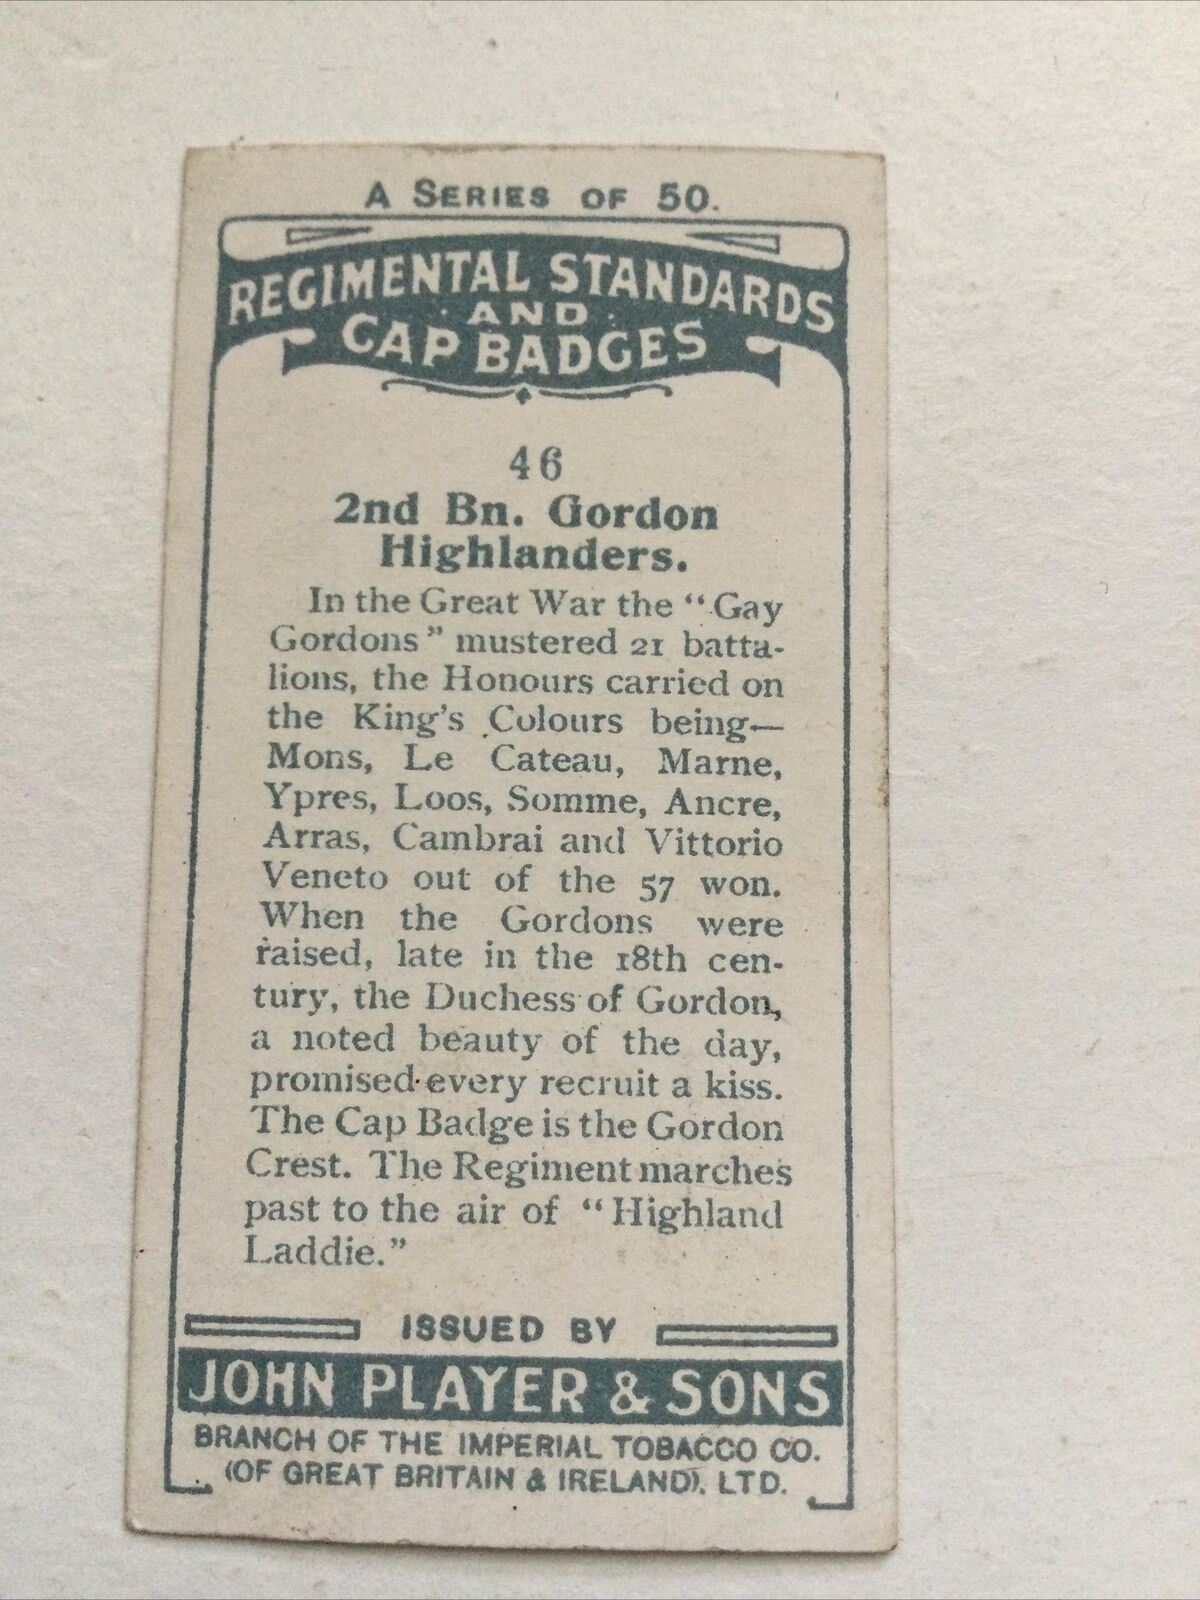 A SERIES OF 50.
REGIMENTAL STANDARDS
AND
CAP BADGES
46
2nd Bn. Gordon
Highlanders.
In the Great War the "Gay
Gordons" mustered 21 batta-
lions, the Honours carried on
the King's Colours being—
Mons, Le Cateau, Marne,
Ypres, Loos, Somme, Ancre,
Arras, Cambrai and Vittorio
Veneto out of the 57 won.
When the Gordons were
raised, late in the 18th cen-
tury, the Duchess of Gordon,
a noted beauty of the day,
promised every recruit a kiss.
The Cap Badge is the Gordon
Crest. The Regiment marches
past to the air of "Highland
Laddie."
ISSUED BY
JOHN PLAYER & SONS
BRANCH OF THE IMPERIAL TOBACCO CO.
(OF GREAT BRITAIN & IRELAND), LTD.